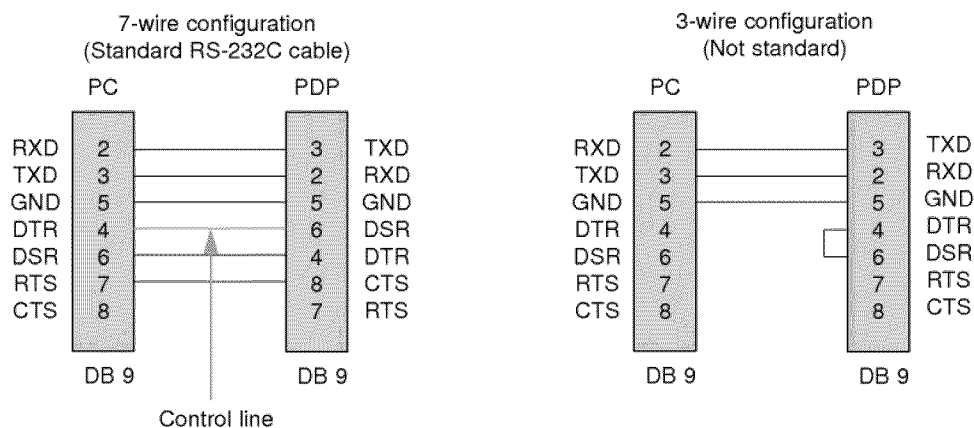 7-wire configuration
(Standard RS-232C cable)
PC PDP
RXD 2 3 TXD
TXD 3 2 RXD
GND 5 5 GND
DTR 4 6 DSR
DSR 6 4 DTR
RTS 7 8 CTS
CTS 8 7 RTS
DB 9 DB 9
Control line
3-wire configuration
(Not standard)
PC PDP
RXD 2 3 TXD
TXD 3 2 RXD
GND 5 5 GND
DTR 4 4 DTR
DSR 6 6 DSR
RTS 7 7 RTS
CTS 8 8 CTS
DB 9 DB 9